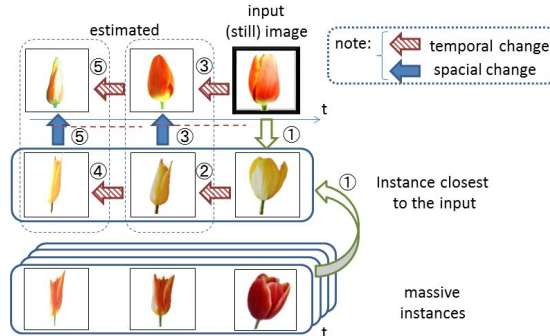 estimated
input
(still) image
note:
temporal change
spacial change
⑤
③
t
⑤
③
①
④
②
①
Instance closest
to the input
massive
instances
t